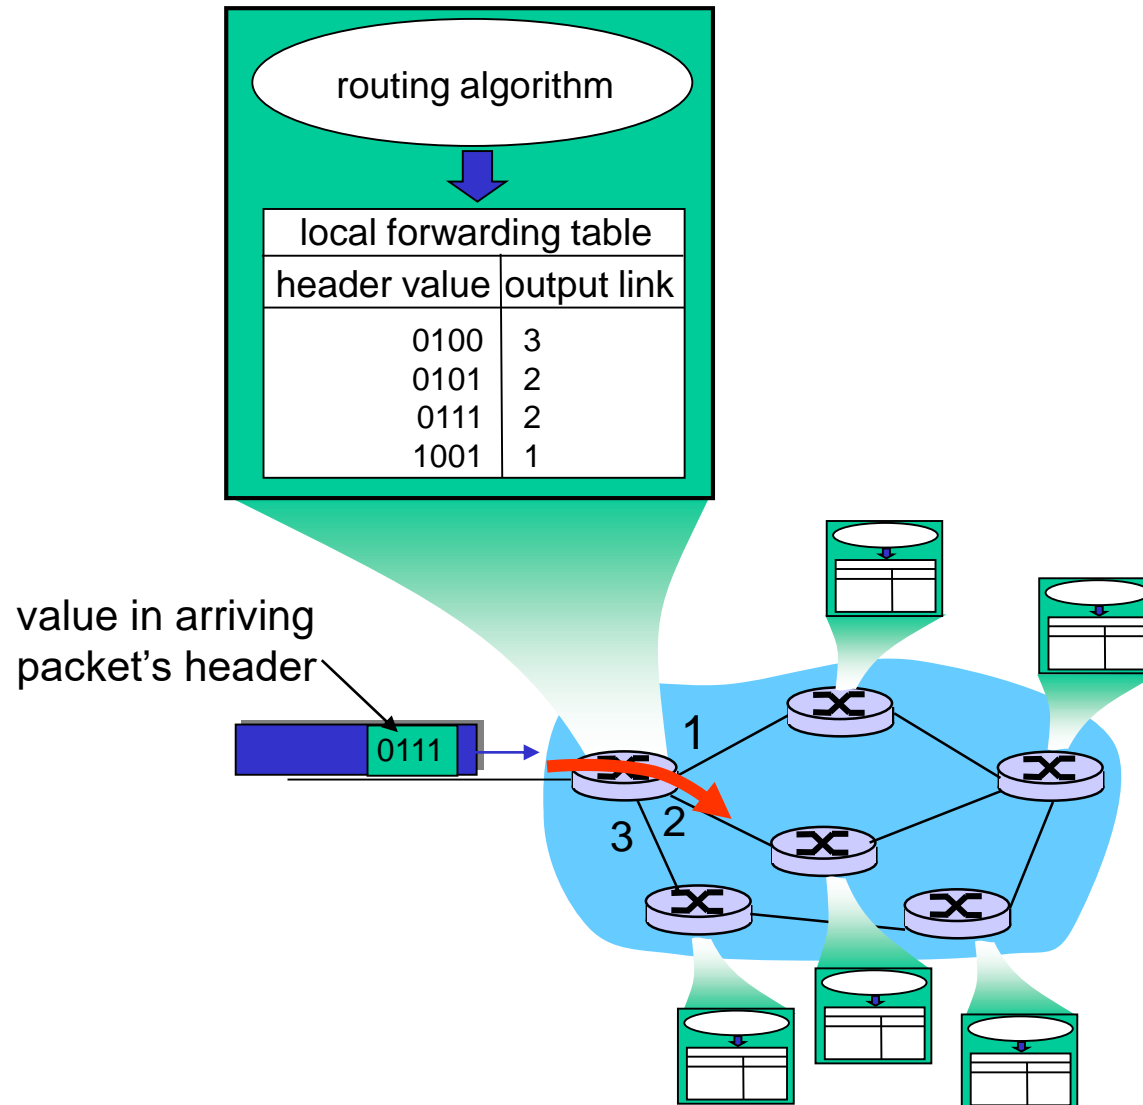 routing algorithm
local forwarding table
header value output link
0100 3
0101 2
0111 2
1001 1
value in arriving
packet's header
0111
1
2
3